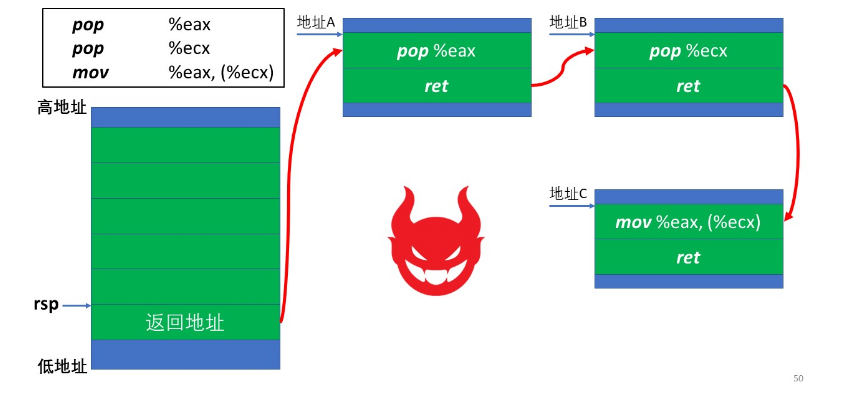 pop %eax
pop %ecx
mov %eax, (%ecx)
地址A
pop %eax
ret
地址B
pop %ecx
ret
高地址
地址C
mov %eax, (%ecx)
ret
rsp
返回地址
低地址
50